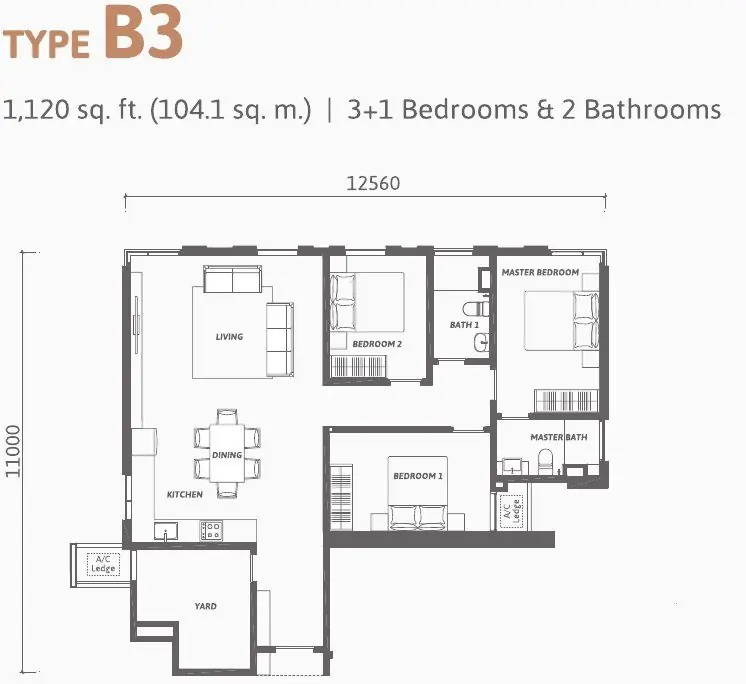 TYPE B3
1,120 sq. ft. (104.1 sq. m.) | 3+1 Bedrooms & 2 Bathrooms
12560
11000
LIVING
BEDROOM 2
BATH 1
MASTER BEDROOM
DINING
KITCHEN
BEDROOM 1
MASTER BATH
A/C
Ledge
A/C
Ledge
YARD